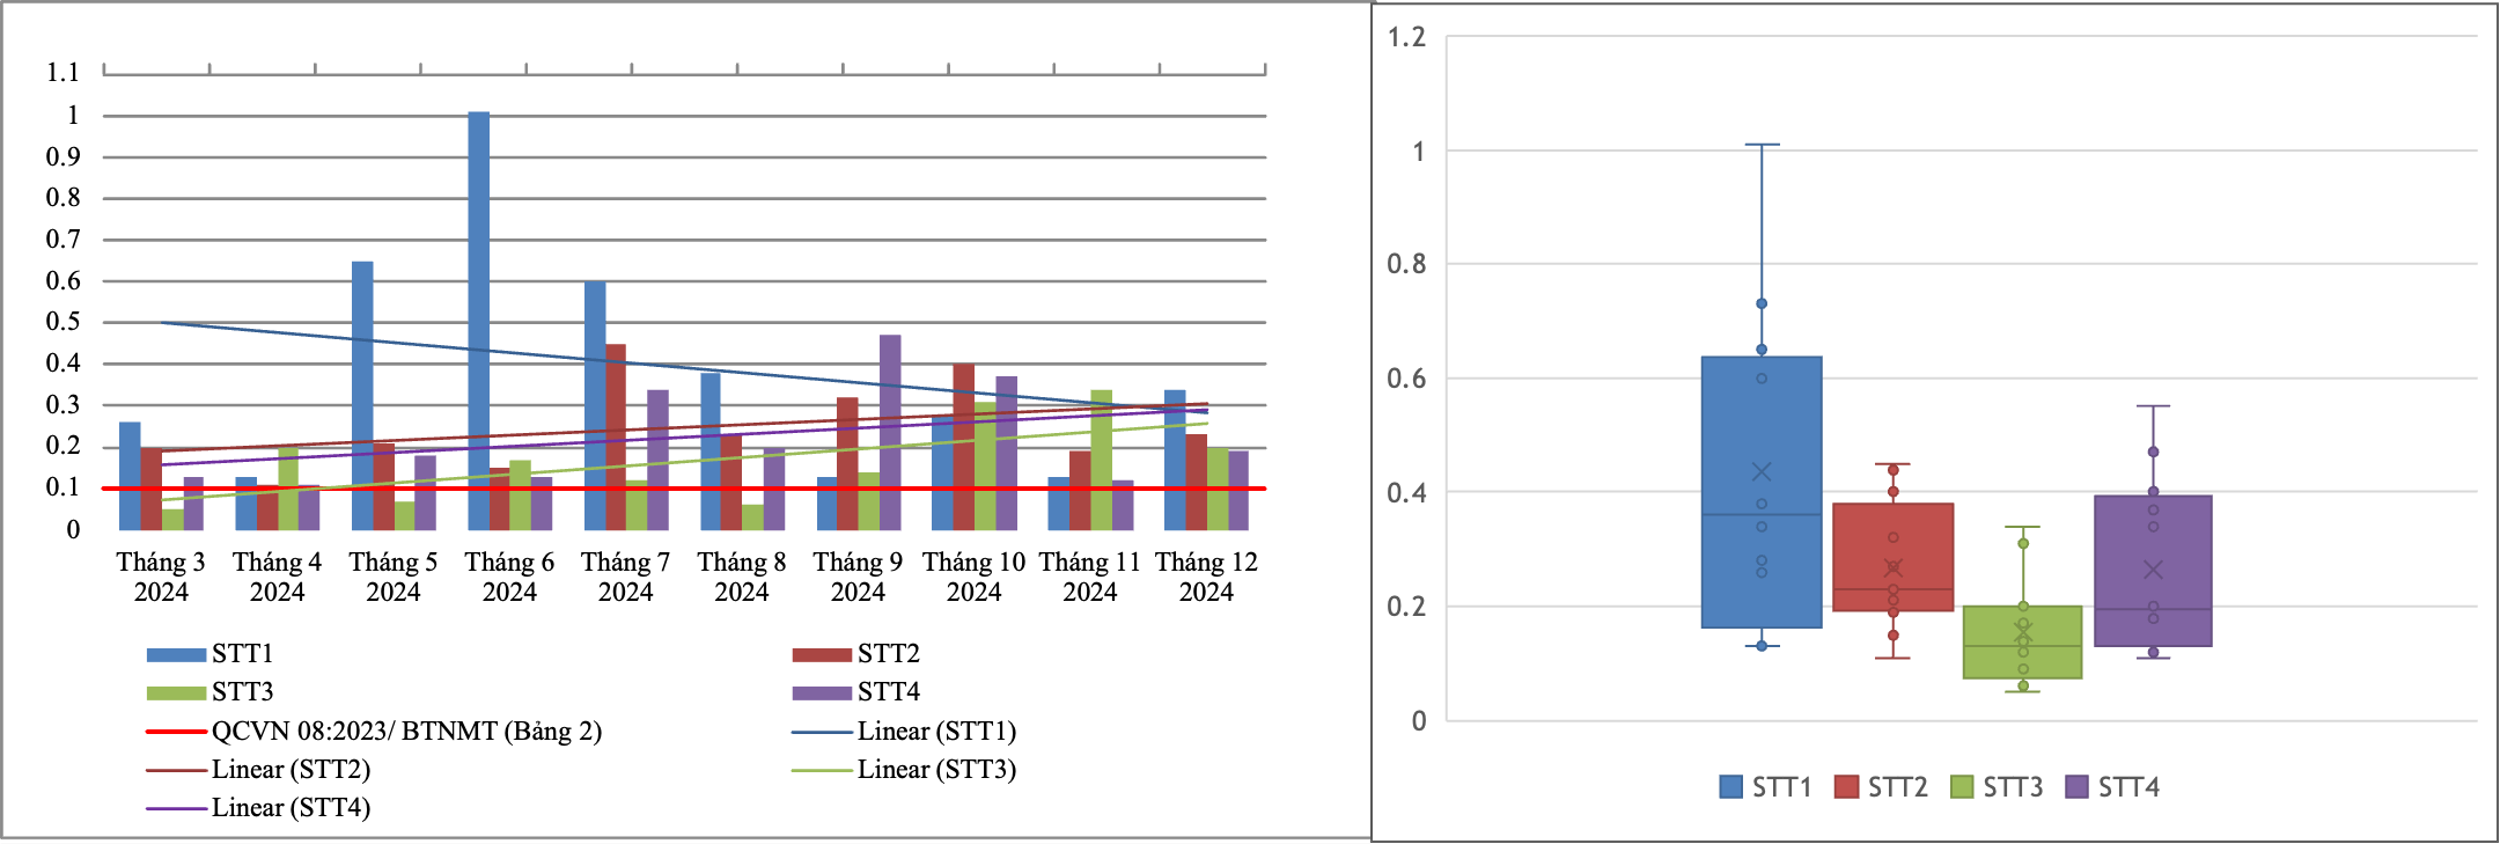 1.1
1
0.9
0.8
0.7
0.6
0.5
0.4
0.3
0.2
0.1
0
Tháng 3 2024
Tháng 4 2024
Tháng 5 2024
Tháng 6 2024
Tháng 7 2024
Tháng 8 2024
Tháng 9 2024
Tháng 10 2024
Tháng 11 2024
Tháng 12 2024
STT1
STT2
STT3
STT4
QCVN 08:2023/ BTNMT (Bảng 2)
Linear (STT1)
Linear (STT2)
Linear (STT3)
Linear (STT4)
1.2
1
0.8
0.6
0.4
0.2
0
STT1 STT2 STT3 STT4